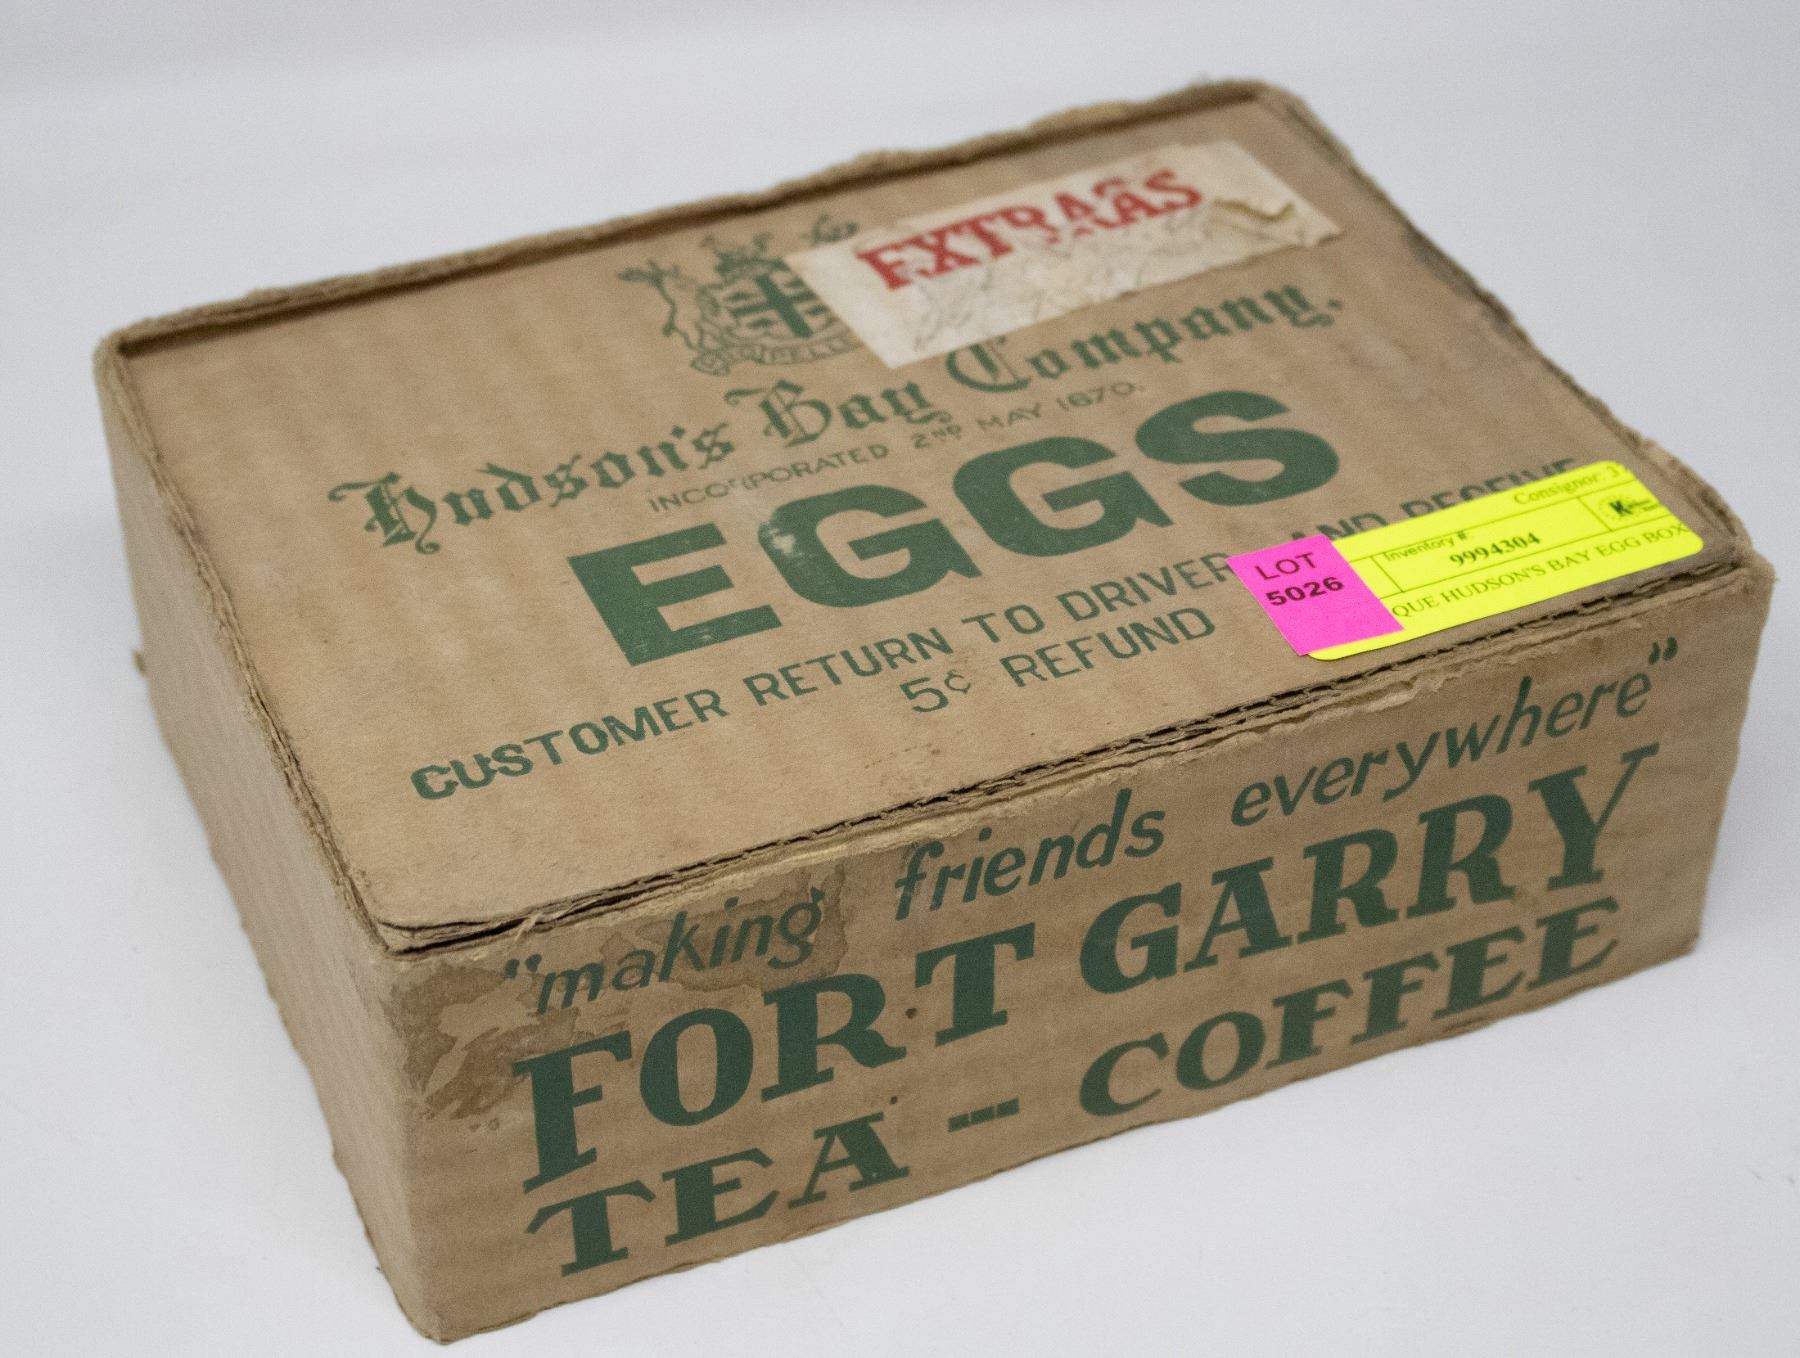 EXTRAS
Hudson's Bay Company.
INCORPORATED 2ND MAY 1670.
EGGS
CUSTOMER RETURN TO DRIVER AND RECEIVE
5¢ REFUND
LOT
5026
Consignor:
Inventory #:
9994304
HUDSON'S BAY EGG BOX
"making friends everywhere"
FORT GARRY
TEA -- COFFEE